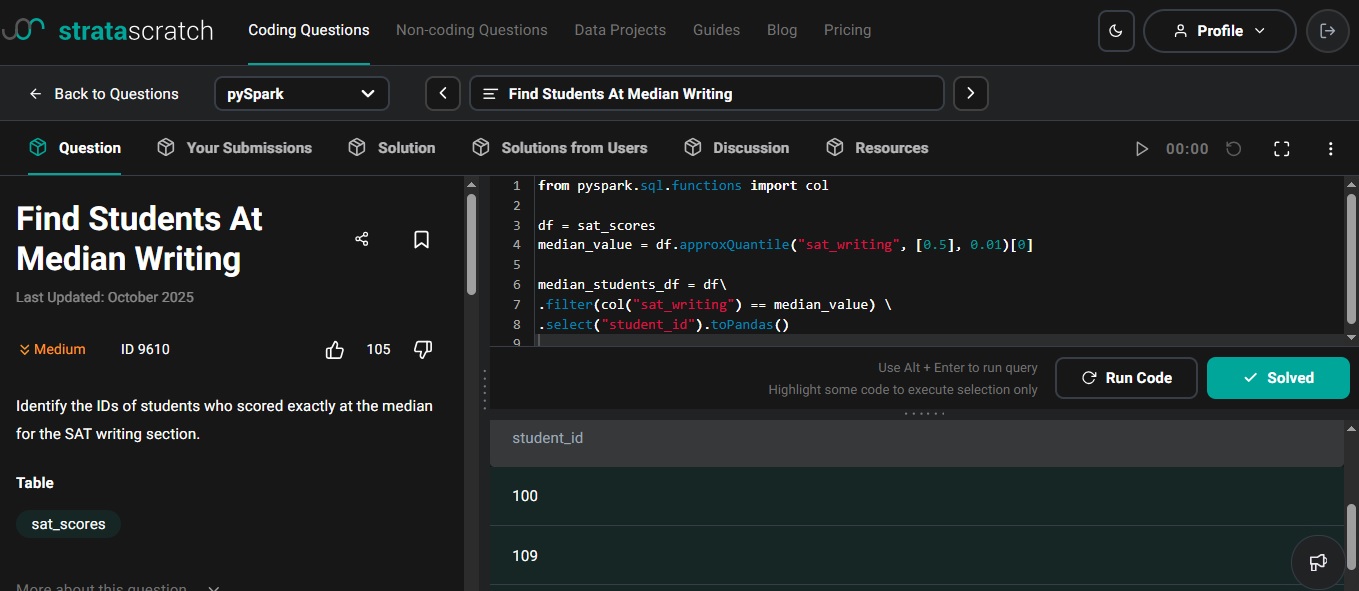 stratascratch
Coding Questions
Non-coding Questions
Data Projects
Guides
Blog
Pricing
Profile
Back to Questions
pySpark
Find Students At Median Writing
Question
Your Submissions
Solution
Solutions from Users
Discussion
Resources
00:00
Find Students At
Median Writing
Last Updated: October 2025
Medium
ID 9610
105
Identify the IDs of students who scored exactly at the median
for the SAT writing section.
Table
sat_scores
More about this question
1 from pyspark.sql.functions import col
2
3 df = sat_scores
4 median_value = df.approxQuantile("sat_writing", [0.5], 0.01)[0]
5
6 median_students_df = df\
7 .filter(col("sat_writing") == median_value) \
8 .select("student_id").toPandas()
9
Use Alt + Enter to run query
Highlight some code to execute selection only
Run Code
Solved
student_id
100
109